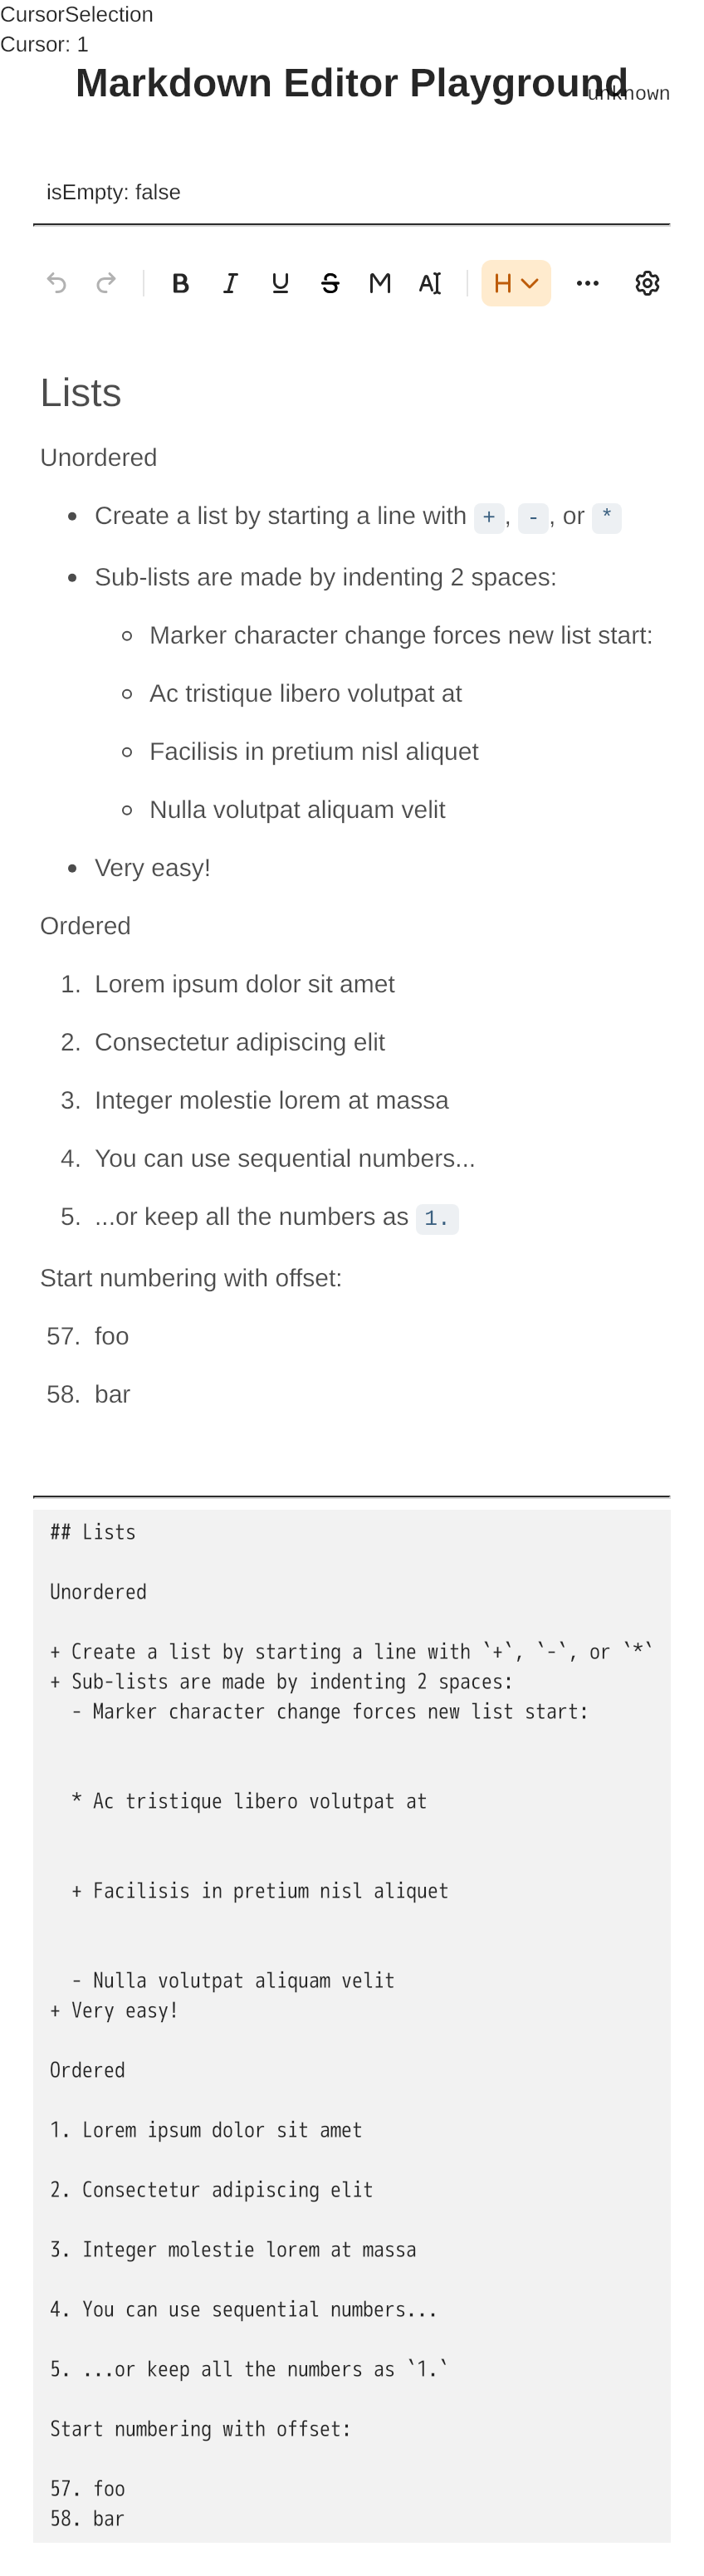 CursorSelection
Cursor: 1
Markdown Editor Playground
unknown
isEmpty: false
B I U S M AI H
Lists
Unordered
• Create a list by starting a line with +, -, or *
• Sub-lists are made by indenting 2 spaces:
◦ Marker character change forces new list start:
◦ Ac tristique libero volutpat at
◦ Facilisis in pretium nisl aliquet
◦ Nulla volutpat aliquam velit
• Very easy!
Ordered
1. Lorem ipsum dolor sit amet
2. Consectetur adipiscing elit
3. Integer molestie lorem at massa
4. You can use sequential numbers...
5. ...or keep all the numbers as 1.
Start numbering with offset:
57. foo
58. bar
## Lists
Unordered
+ Create a list by starting a line with `+`, `-`, or `*`
+ Sub-lists are made by indenting 2 spaces:
  - Marker character change forces new list start:
  * Ac tristique libero volutpat at
  + Facilisis in pretium nisl aliquet
  - Nulla volutpat aliquam velit
+ Very easy!
Ordered
1. Lorem ipsum dolor sit amet
2. Consectetur adipiscing elit
3. Integer molestie lorem at massa
4. You can use sequential numbers...
5. ...or keep all the numbers as `1.`
Start numbering with offset:
57. foo
58. bar